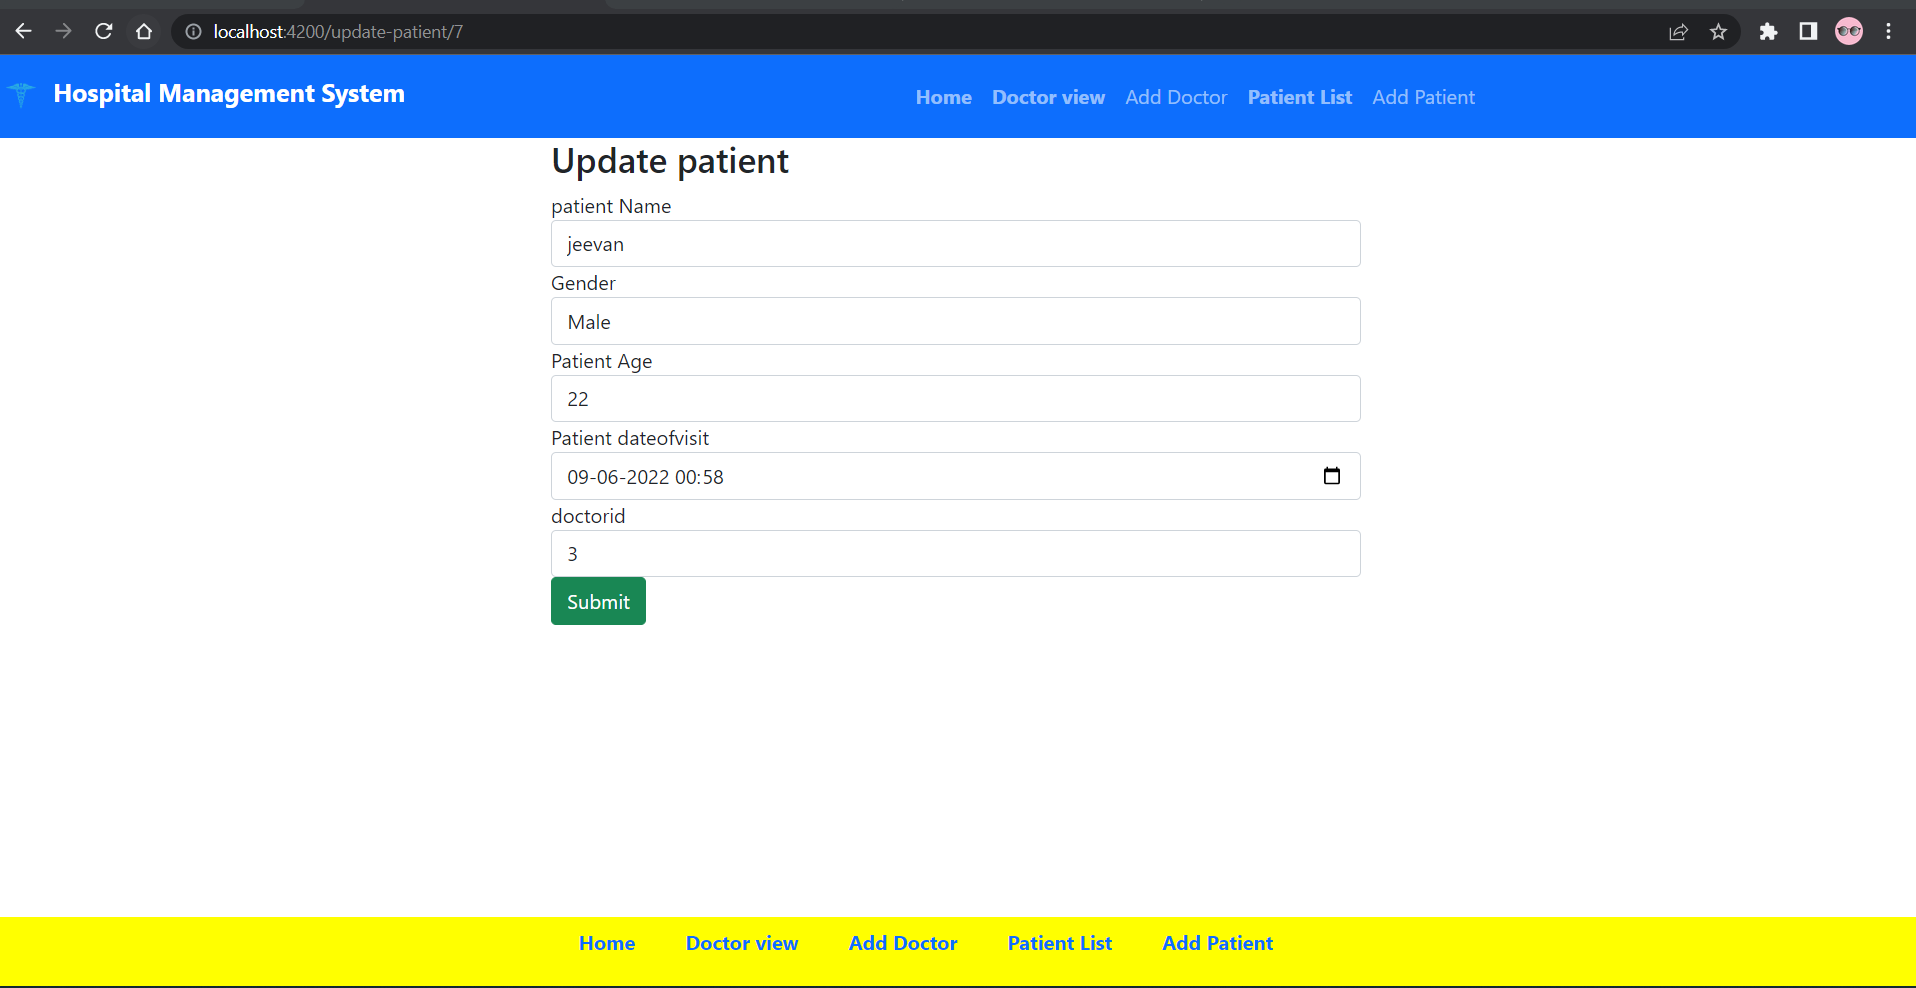 localhost:4200/update-patient/7
Hospital Management System
Home Doctor view Add Doctor Patient List Add Patient
Update patient
patient Name
jeevan
Gender
Male
Patient Age
22
Patient dateofvisit
09-06-2022 00:58
doctorid
3
Submit
Home Doctor view Add Doctor Patient List Add Patient